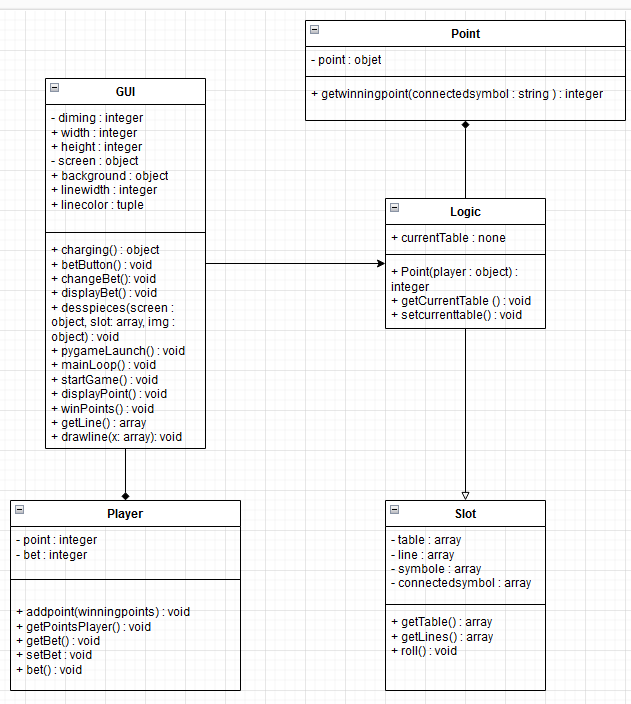 Point
- point : objet
+ getwinningpoint(connectedsymbol : string ) : integer
GUI
- diming : integer
+ width : integer
+ height : integer
- screen : object
+ background : object
+ linewidth : integer
+ linecolor : tuple
+ charging() : object
+ betButton() : void
+ changeBet(): void
+ displayBet() : void
+ desspieces(screen :
object, slot: array, img :
object) : void
+ pygameLaunch() : void
+ mainLoop() : void
+ startGame() : void
+ displayPoint() : void
+ winPoints() : void
+ getLine() : array
+ drawline(x: array): void
Logic
+ currentTable : none
+ Point(player : object) :
integer
+ getCurrentTable () : void
+ setcurrenttable() : void
Player
- point : integer
- bet : integer
+ addpoint(winningpoints) : void
+ getPointsPlayer() : void
+ getBet() : void
+ setBet : void
+ bet() : void
Slot
- table : array
- line : array
- symbole : array
- connectedsymbol : array
+ getTable() : array
+ getLines() : array
+ roll() : void